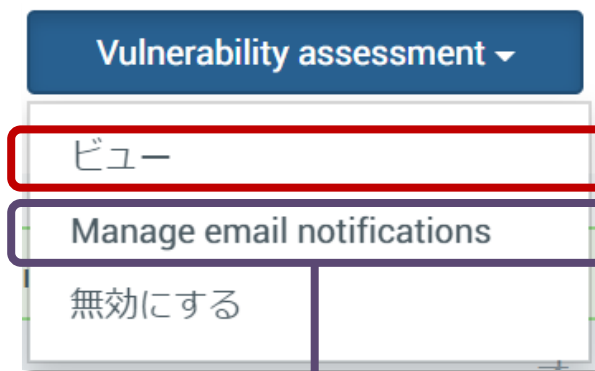 Vulnerability assessment
ビュー
Manage email notifications
無効にする